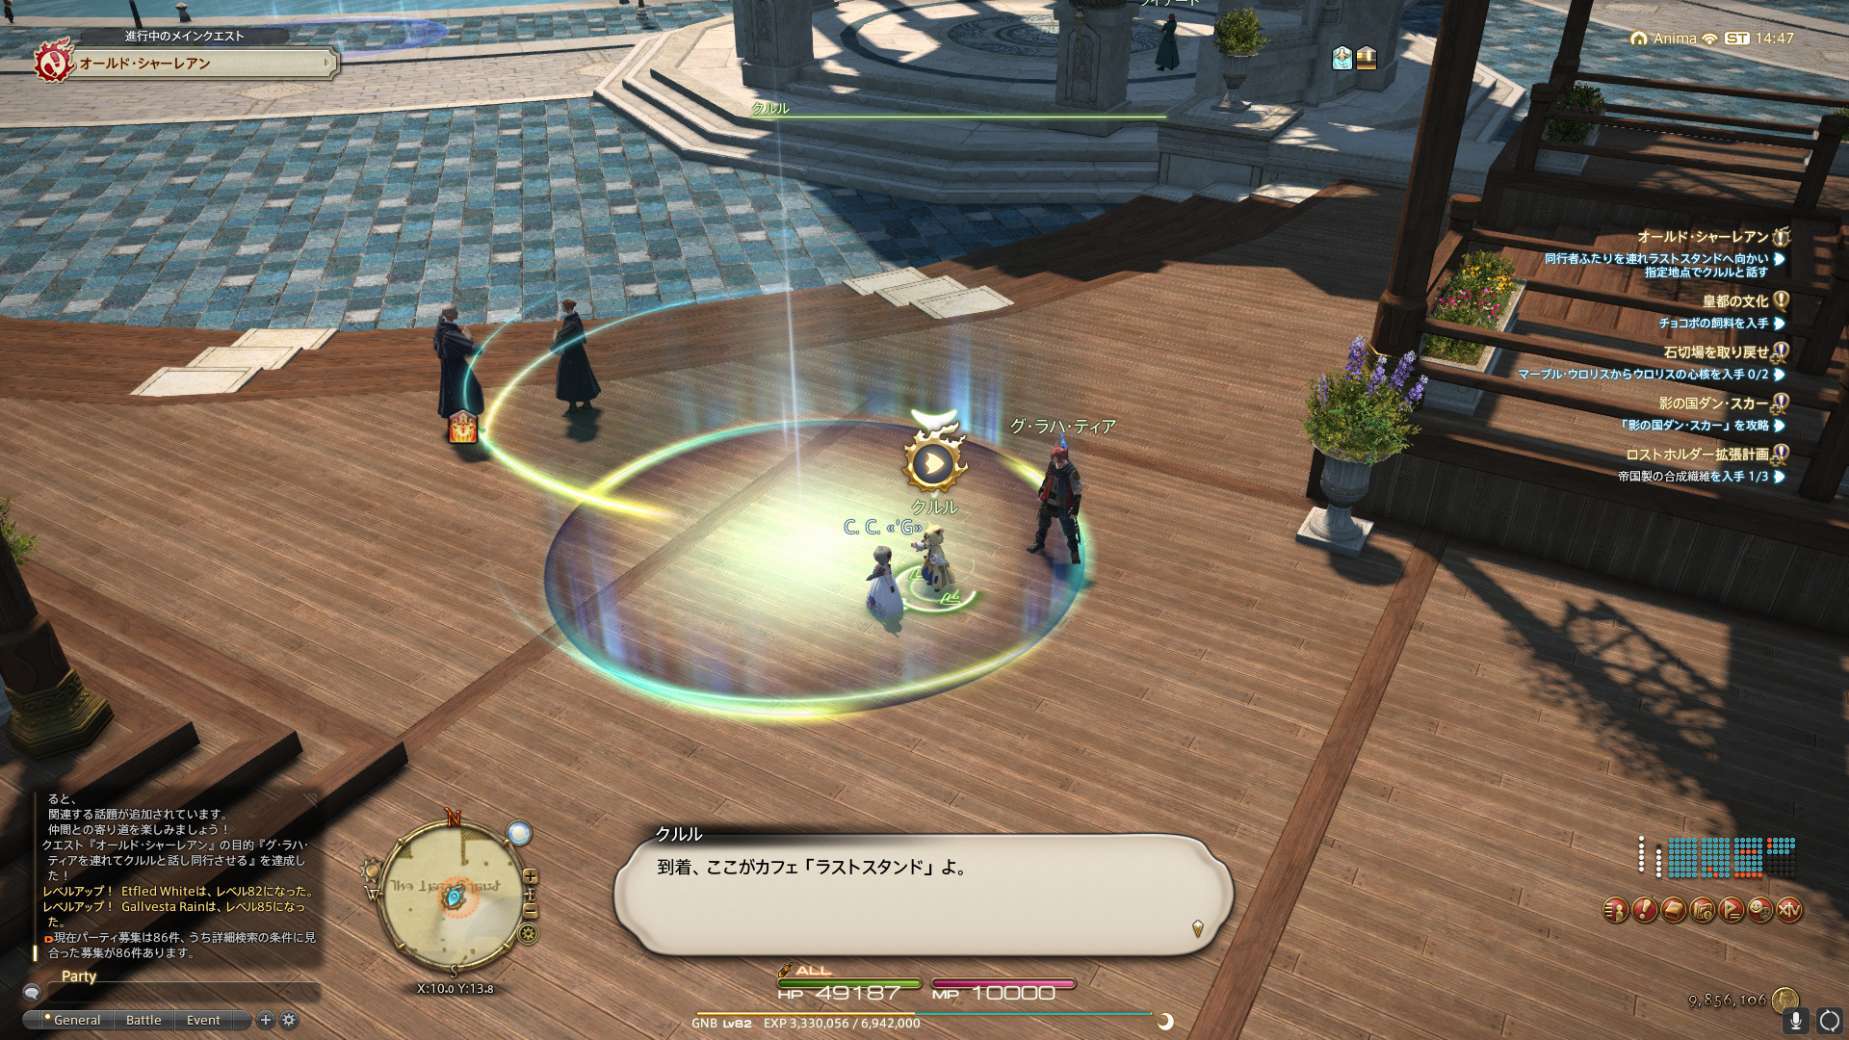 進行中のメインクエスト
オールド・シャーレアン
クルル
Anima ST 14:47
オールド・シャーレアン
同行者ふたりを連れラストスタンドへ向かい
指定地点でクルルと話す
皇都の文化
チョコボの飼料を入手
石切場を取り戻せ
マーブル・ウロリスからウロリスの心核を入手 0/2
影の国ダン・スカー
「影の国ダン・スカー」を攻略
ロストホルダー拡張計画
帝国製の合成繊維を入手 1/3
グ・ラハ・ティア
クルル
C. C. «'G»
ると、
関連する話題が追加されています。
仲間との寄り道を楽しみましょう！
クエスト『オールド・シャーレアン』の目的『グ・ラハ・
ティアを連れてクルルと話し同行させる』を達成し
た！
レベルアップ！ Etfled Whiteは、レベル82になった。
レベルアップ！ Gallvesta Rainは、レベル85になっ
た。
現在パーティ募集は86件、うち詳細検索の条件に見
合った募集が86件あります。
Party
General Battle Event
N
The Last Stand
S
X:10.0 Y:13.8
クルル
到着、ここがカフェ「ラストスタンド」よ。
ALL
HP 49187 MP 10000
GNB Lv82 EXP 3,330,056 / 6,942,000
XIV
9,856,106